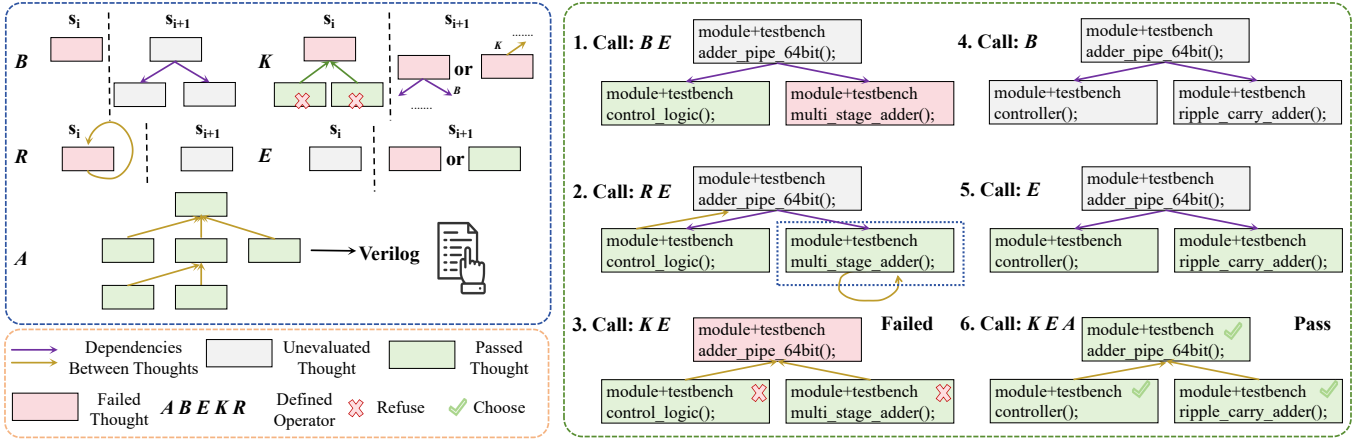 s_i
s_{i+1}
B
s_i
s_{i+1}
K
or
K
.......
B
.......
s_i
s_{i+1}
R
s_i
s_{i+1}
E
or
A
Verilog
Dependencies
Between Thoughts
Unevaluated
Thought
Passed
Thought
Failed
Thought
A B E K R
Defined
Operator
Refuse
Choose
1. Call: B E
module+testbench
adder_pipe_64bit();
module+testbench
control_logic();
module+testbench
multi_stage_adder();
2. Call: R E
module+testbench
adder_pipe_64bit();
module+testbench
control_logic();
module+testbench
multi_stage_adder();
3. Call: K E
module+testbench
adder_pipe_64bit();
Failed
module+testbench
control_logic();
module+testbench
multi_stage_adder();
4. Call: B
module+testbench
adder_pipe_64bit();
module+testbench
controller();
module+testbench
ripple_carry_adder();
5. Call: E
module+testbench
adder_pipe_64bit();
module+testbench
controller();
module+testbench
ripple_carry_adder();
6. Call: K E A
module+testbench
adder_pipe_64bit();
Pass
module+testbench
controller();
module+testbench
ripple_carry_adder();